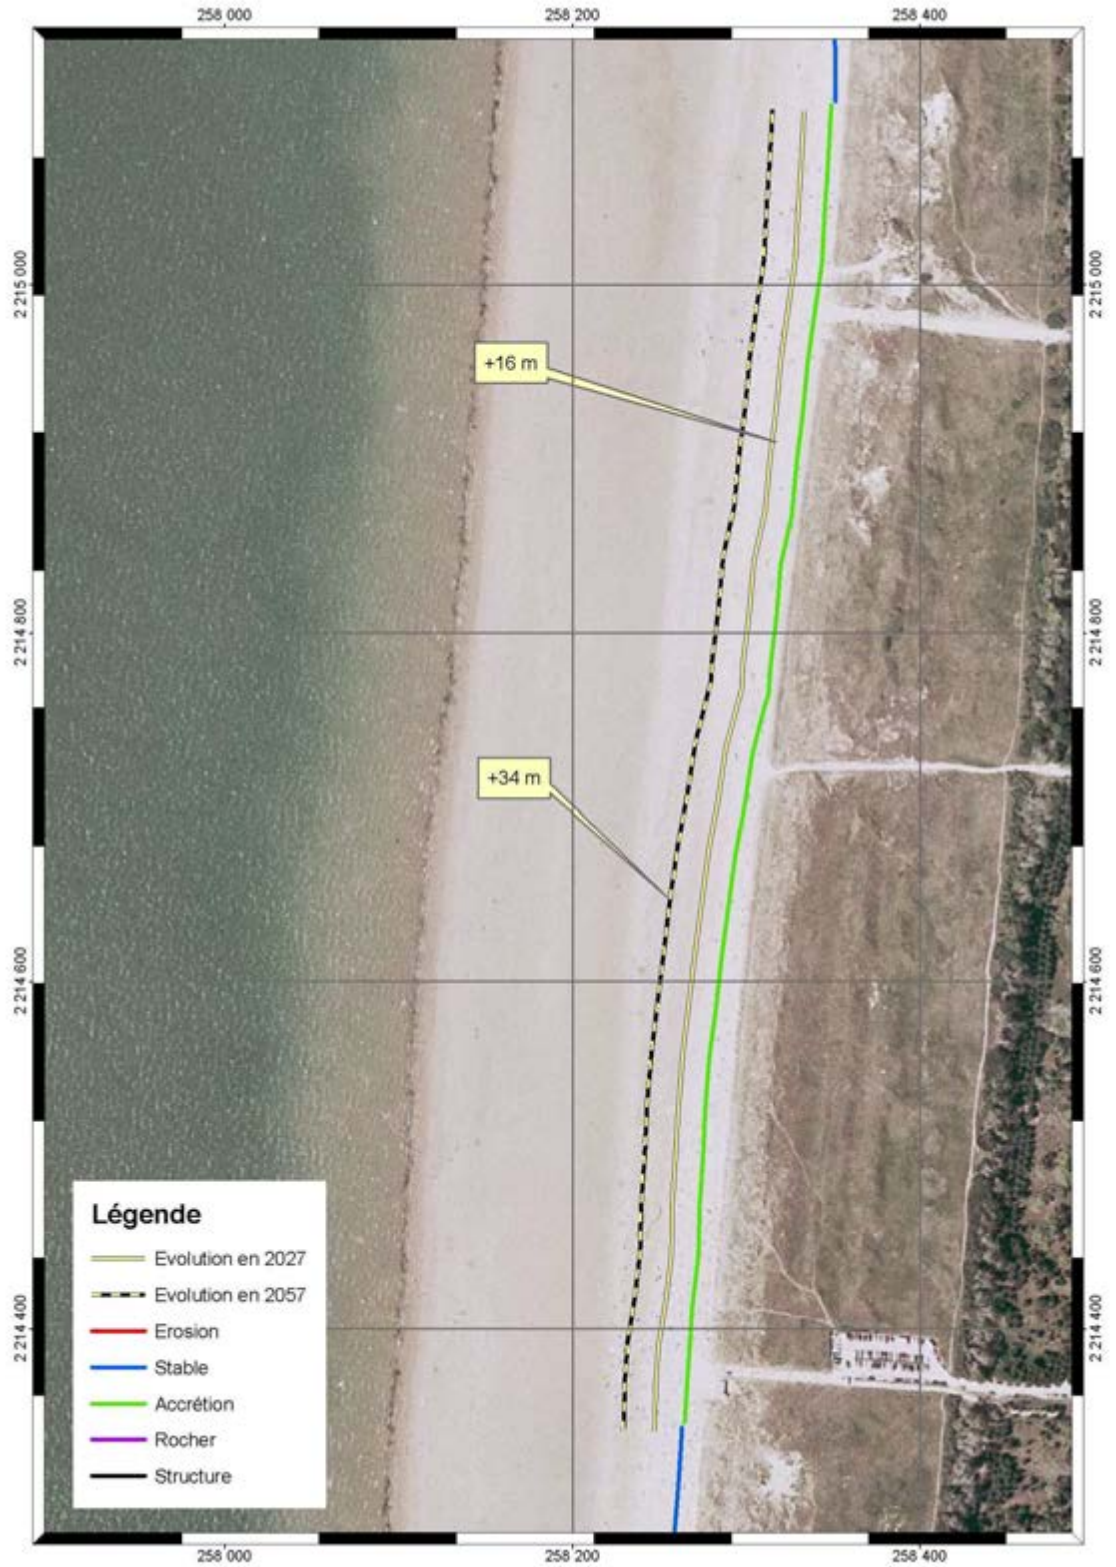 258 000 258 200 258 400
2 215 000 2 215 000
+16 m
2 214 800 2 214 800
+34 m
2 214 600 2 214 600
Légende
Evolution en 2027
Evolution en 2057
Erosion
Stable
Accrétion
Rocher
Structure
2 214 400 2 214 400
258 000 258 200 258 400